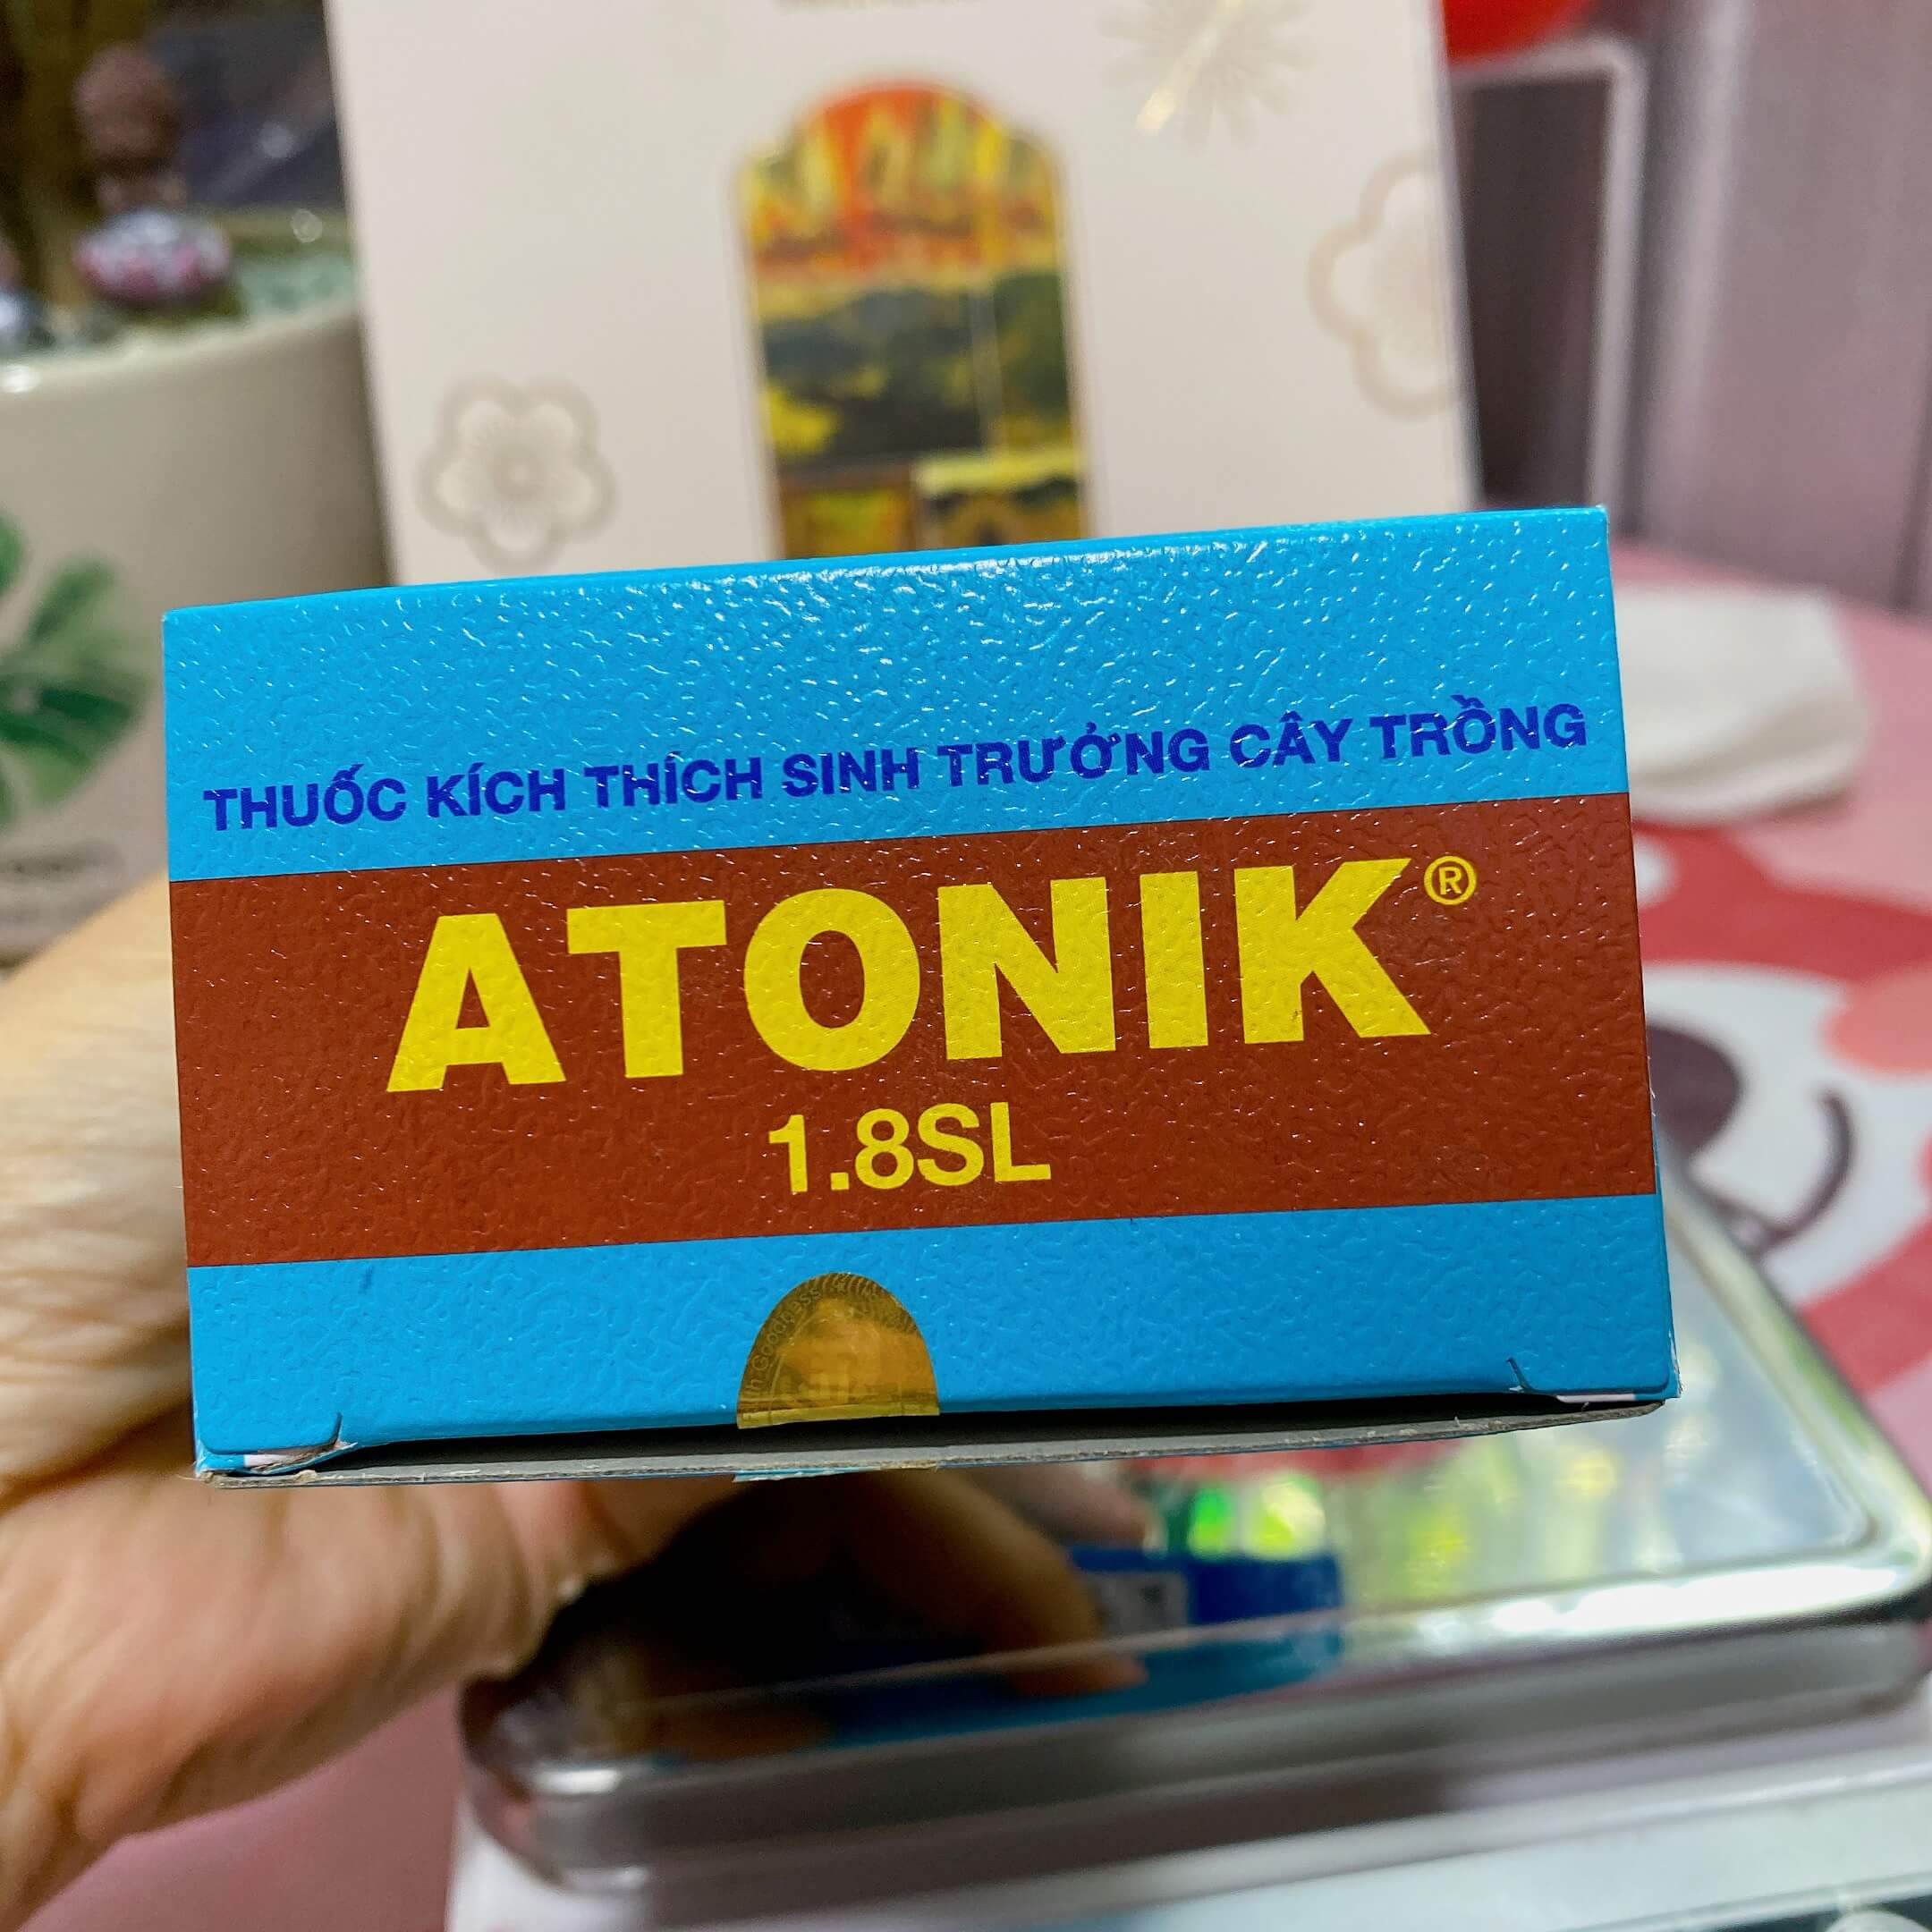 THUỐC KÍCH THÍCH SINH TRƯỞNG CÂY TRỒNG
ATONIK®
1.8SL